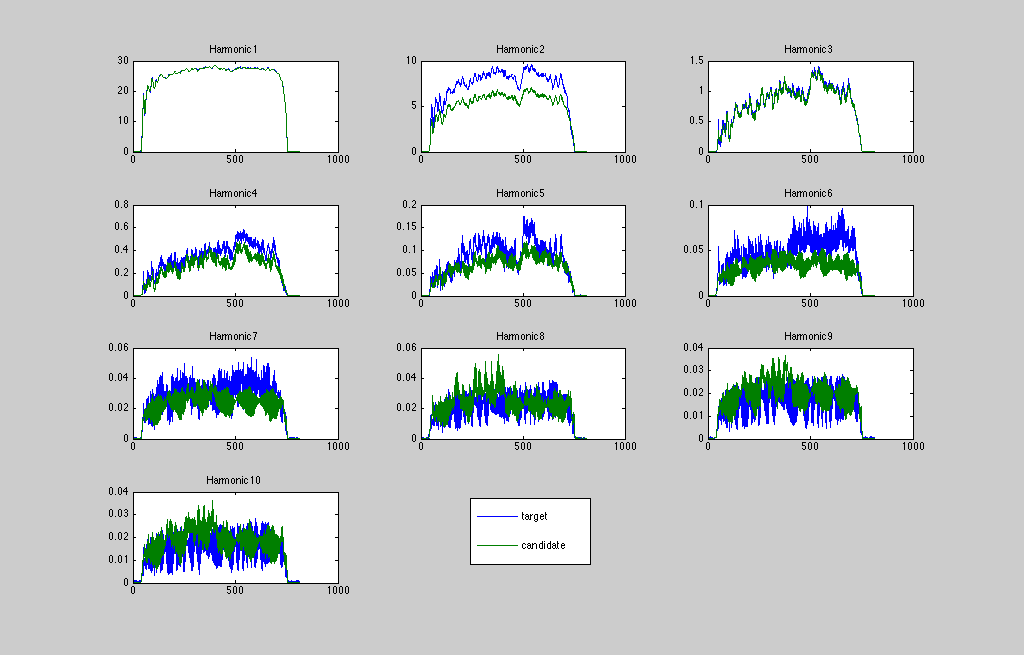 Harmonic1
30
20
10
0
0 500 1000
Harmonic2
10
5
0
0 500 1000
Harmonic3
1.5
1
0.5
0
0 500 1000
Harmonic4
0.8
0.6
0.4
0.2
0
0 500 1000
Harmonic5
0.2
0.15
0.1
0.05
0
0 500 1000
Harmonic6
0.1
0.05
0
0 500 1000
Harmonic7
0.06
0.04
0.02
0
0 500 1000
Harmonic8
0.06
0.04
0.02
0
0 500 1000
Harmonic9
0.04
0.03
0.02
0.01
0
0 500 1000
Harmonic10
0.04
0.03
0.02
0.01
0
0 500 1000
target
candidate